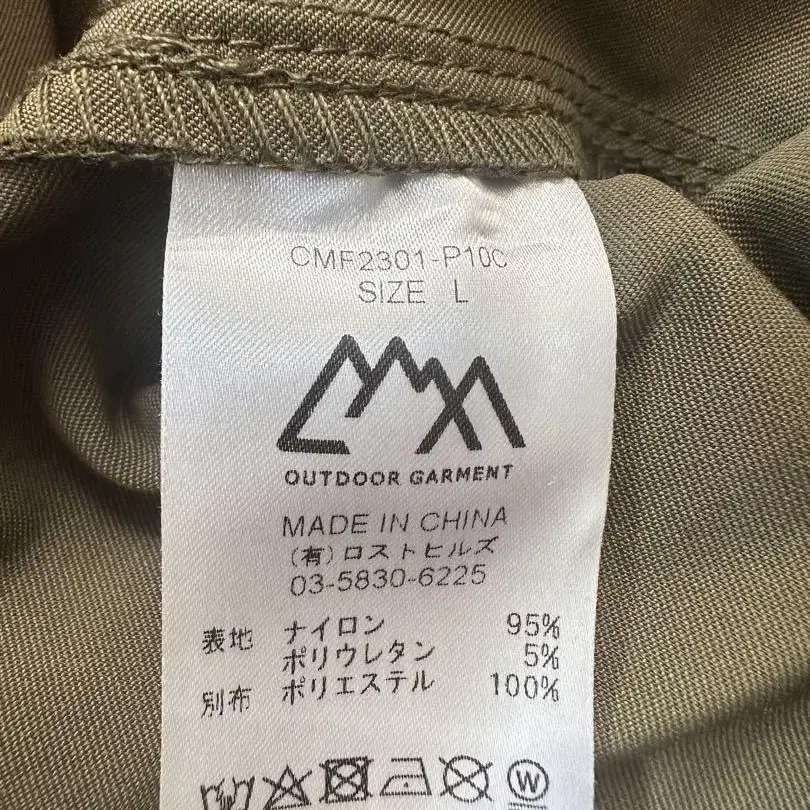 CMF2301-P10C
SIZE L
OUTDOOR GARMENT
MADE IN CHINA
(有)ロストヒルズ
03-5830-6225
表地 ナイロン 95%
ポリウレタン 5%
別布 ポリエステル 100%
W